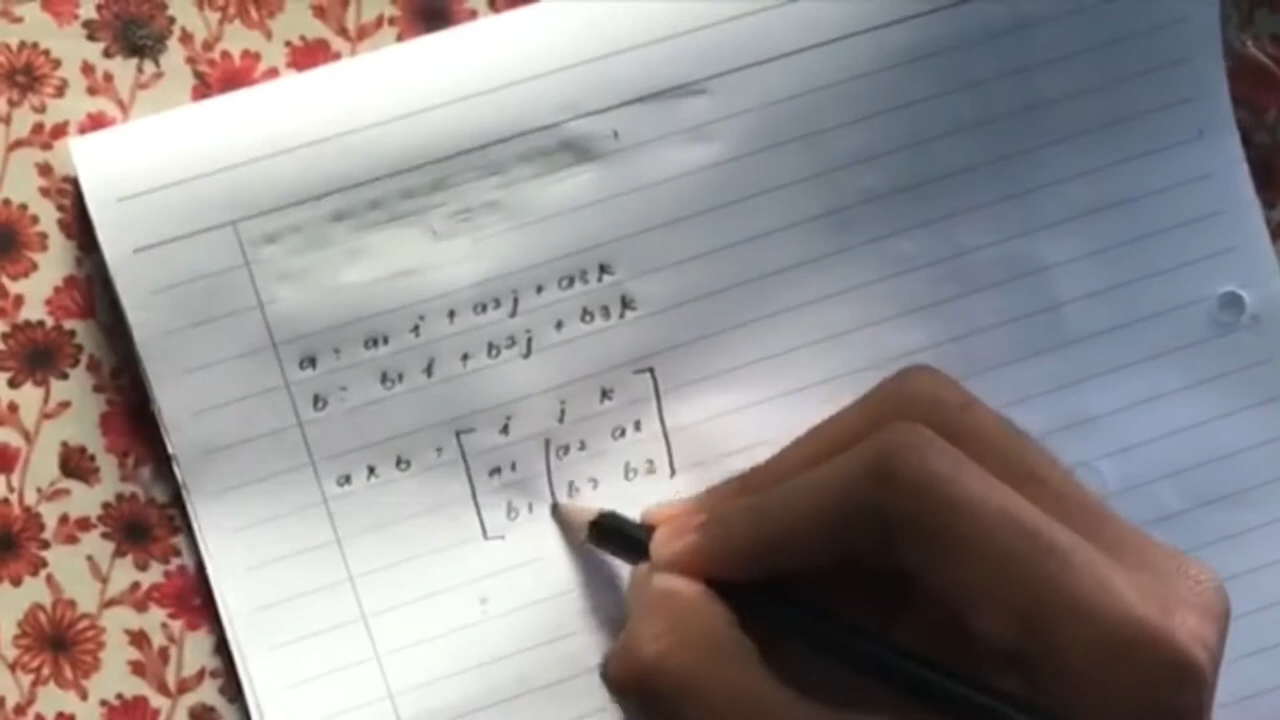 a = a1 i + a2 j + a3 k
b = b1 i + b2 j + b3 k
a x b =
i j k
a1 a2 a3
b1 b2 b3